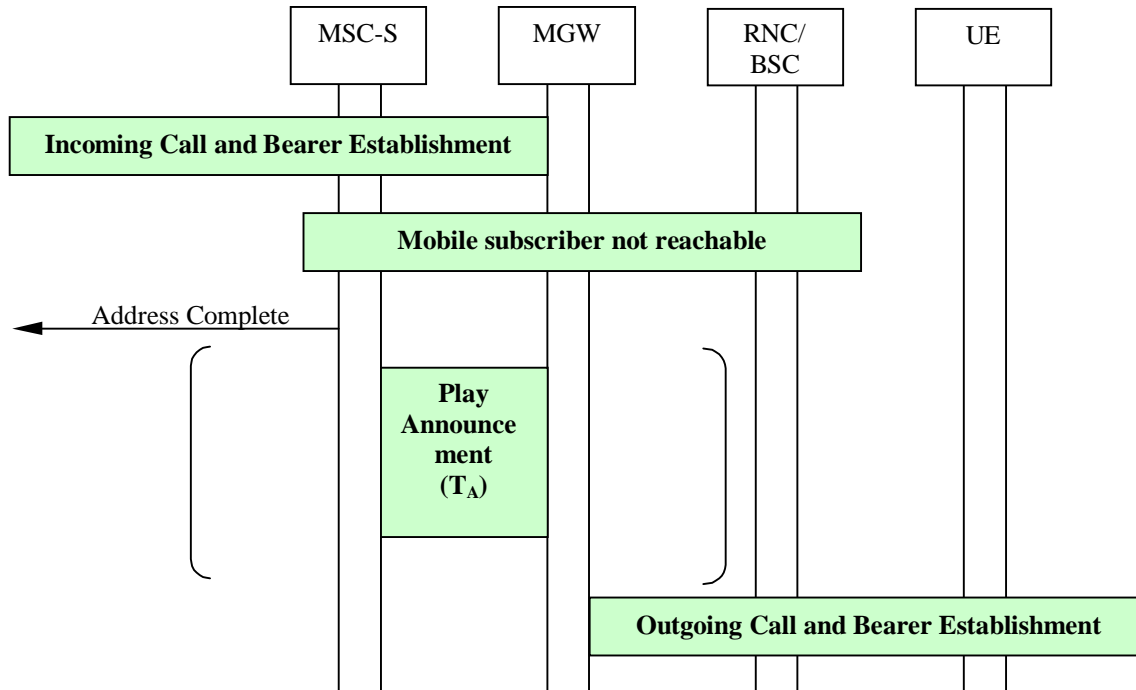 MSC-S
MGW
RNC/
BSC
UE
Incoming Call and Bearer Establishment
Mobile subscriber not reachable
Address Complete
Play
Announce
ment
(T_A)
Outgoing Call and Bearer Establishment